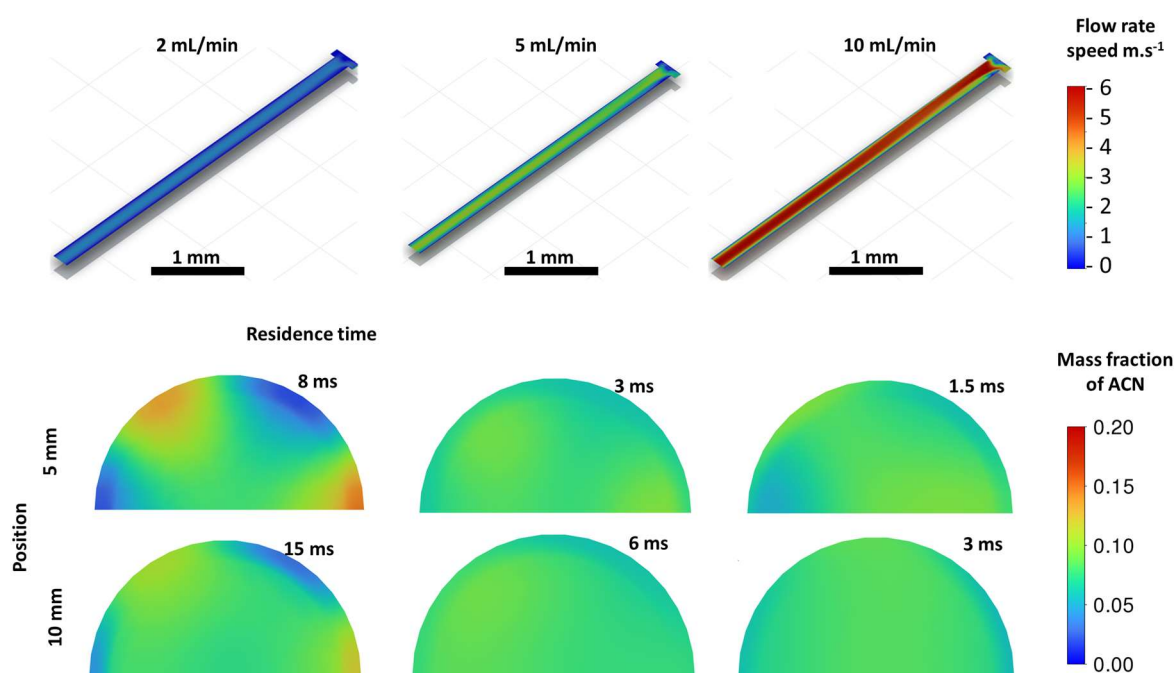 2 mL/min
5 mL/min
10 mL/min
Flow rate
speed m.s⁻¹
6
5
4
3
2
1
0
1 mm
1 mm
1 mm
Residence time
Mass fraction
of ACN
8 ms
3 ms
1.5 ms
5 mm
0.20
0.15
0.10
0.05
0.00
15 ms
6 ms
3 ms
10 mm
Position